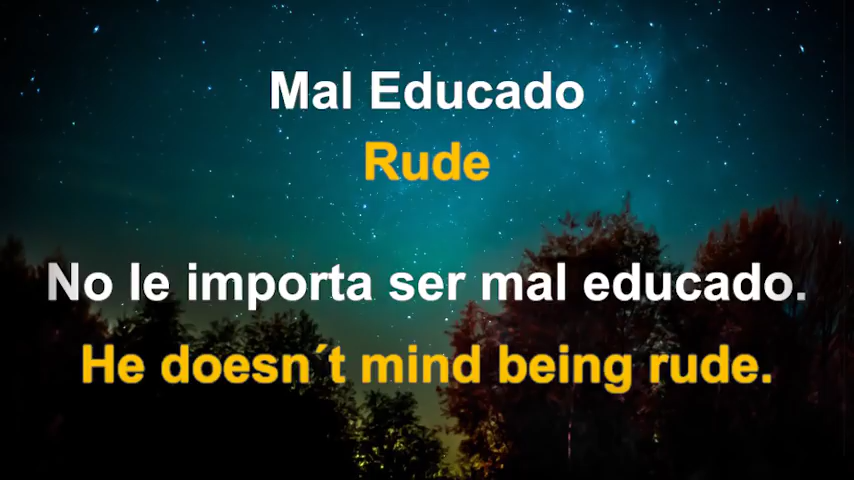 Mal Educado
Rude
No le importa ser mal educado.
He doesn´t mind being rude.